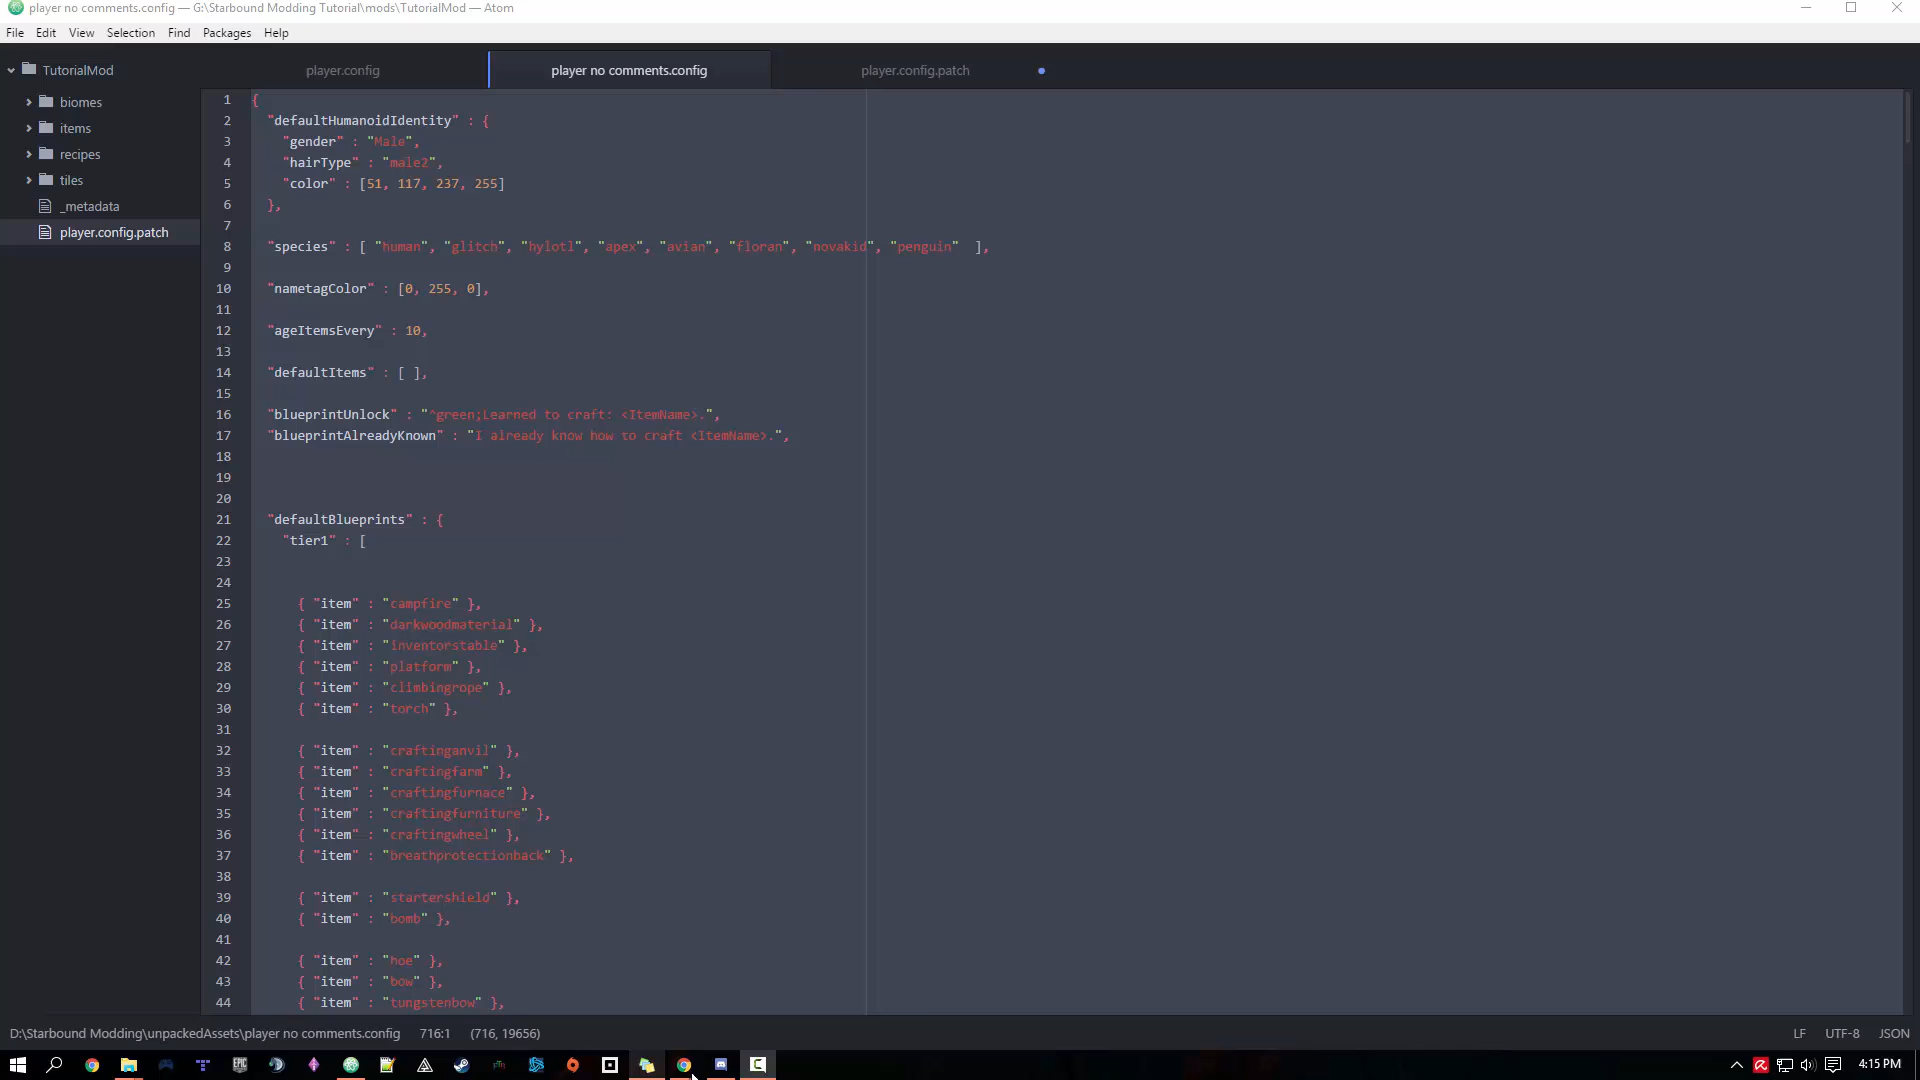 player no comments.config — G:\Starbound Modding Tutorial\mods\TutorialMod — Atom
File Edit View Selection Find Packages Help
TutorialMod
biomes
items
recipes
tiles
_metadata
player.config.patch
player.config
player no comments.config
player.config.patch
1 {
2 "defaultHumanoidIdentity" : {
3 "gender" : "Male",
4 "hairType" : "male2",
5 "color" : [51, 117, 237, 255]
6 },
7
8 "species" : [ "human", "glitch", "hylotl", "apex", "avian", "floran", "novakid", "penguin"  ],
9
10 "nametagColor" : [0, 255, 0],
11
12 "ageItemsEvery" : 10,
13
14 "defaultItems" : [ ],
15
16 "blueprintUnlock" : "^green;Learned to craft: <ItemName>.",
17 "blueprintAlreadyKnown" : "I already know how to craft <ItemName>.",
18
19
20
21 "defaultBlueprints" : {
22 "tier1" : [
23
24
25 { "item" : "campfire" },
26 { "item" : "darkwoodmaterial" },
27 { "item" : "inventorstable" },
28 { "item" : "platform" },
29 { "item" : "climbingrope" },
30 { "item" : "torch" },
31
32 { "item" : "craftinganvil" },
33 { "item" : "craftingfarm" },
34 { "item" : "craftingfurnace" },
35 { "item" : "craftingfurniture" },
36 { "item" : "craftingwheel" },
37 { "item" : "breathprotectionback" },
38
39 { "item" : "startershield" },
40 { "item" : "bomb" },
41
42 { "item" : "hoe" },
43 { "item" : "bow" },
44 { "item" : "tungstenbow" },
D:\Starbound Modding\unpackedAssets\player no comments.config 716:1 (716, 19656)
LF UTF-8 JSON
EPIC
4:15 PM